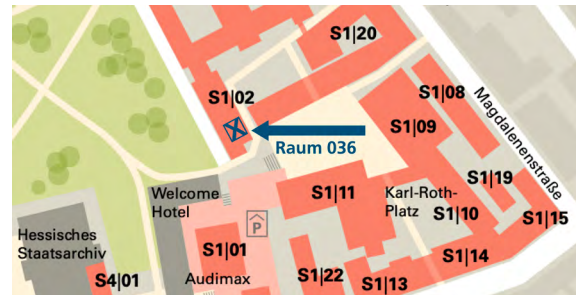 S1|20
S1|02
S1|08
S1|09
Raum 036
Magdalenenstraße
Welcome
Hotel
S1|11
Karl-Roth-
Platz
S1|19
S1|10
S1|15
Hessisches
Staatsarchiv
P
S1|01
S1|14
S4|01
Audimax
S1|22
S1|13